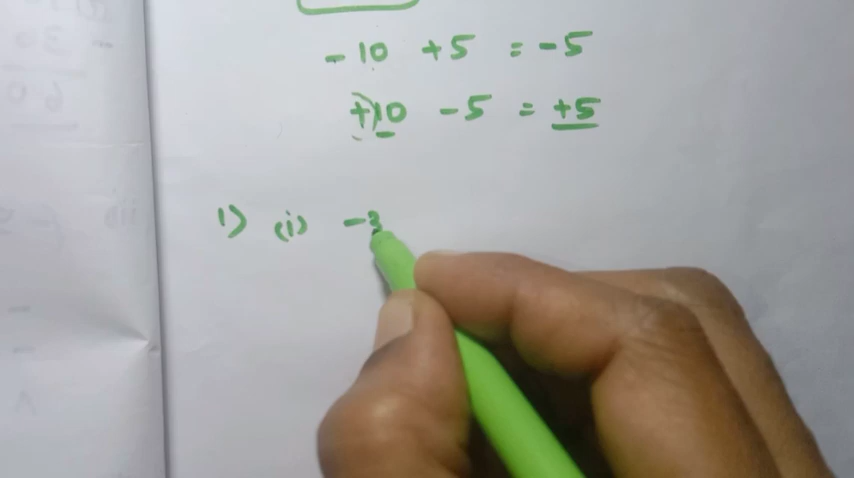 -10 +5 = -5
+10 -5 = +5
1) (i) -3